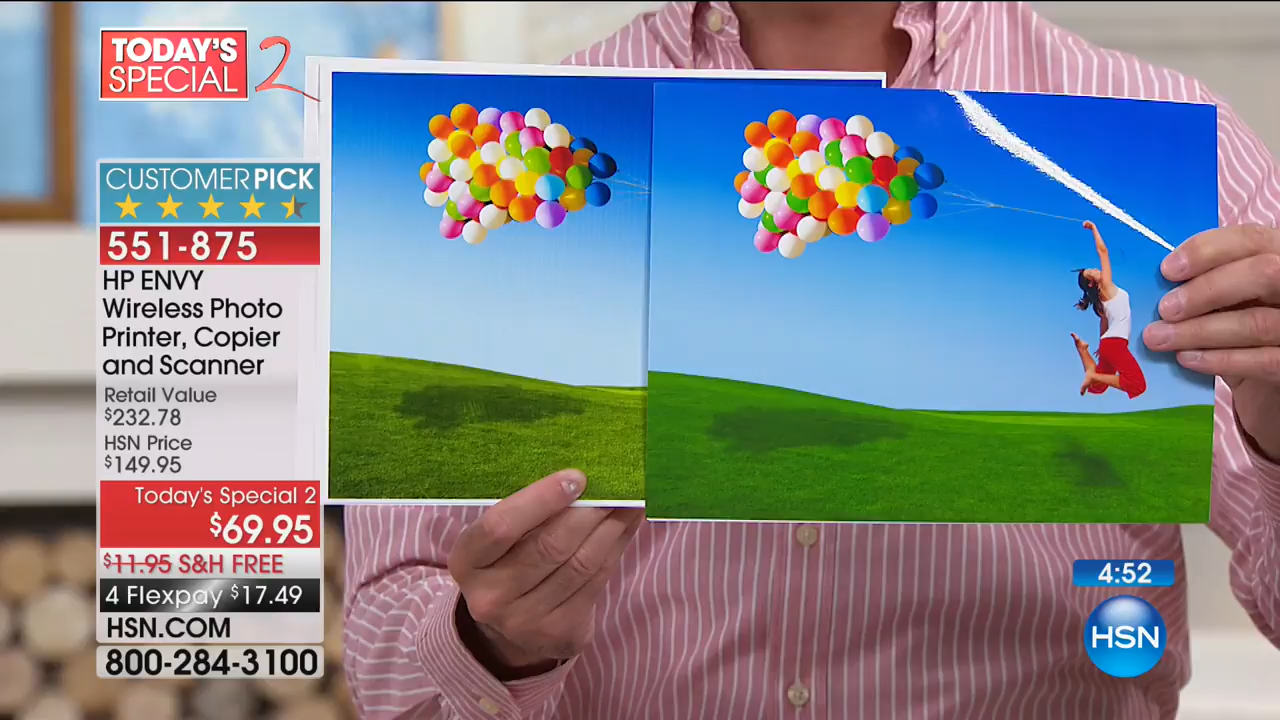 TODAY'S
SPECIAL 2
CUSTOMER PICK
551-875
HP ENVY
Wireless Photo
Printer, Copier
and Scanner
Retail Value
$232.78
HSN Price
$149.95
Today's Special 2
$69.95
$11.95 S&H FREE
4 Flexpay $17.49
HSN.COM
800-284-3100
4:52
HSN